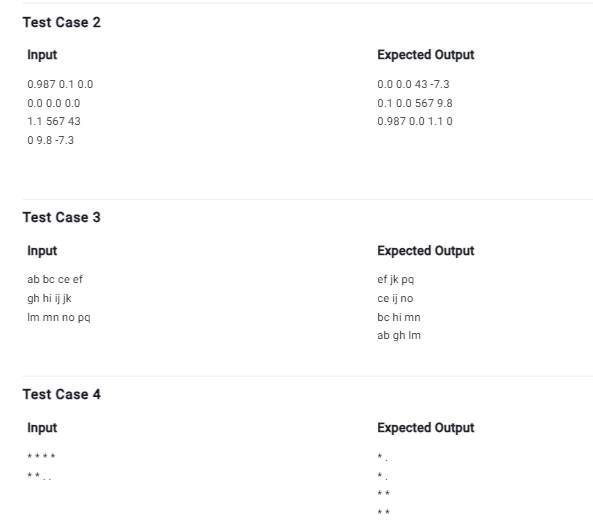 Test Case 2
Input
0.987 0.1 0.0
0.0 0.0 0.0
1.1 567 43
0 9.8 -7.3
Expected Output
0.0 0.0 43 -7.3
0.1 0.0 567 9.8
0.987 0.0 1.1 0
Test Case 3
Input
ab bc ce ef
gh hi ij jk
lm mn no pq
Expected Output
ef jk pq
ce ij no
bc hi mn
ab gh lm
Test Case 4
Input
* * * *
* * . .
Expected Output
* .
* .
* *
* *